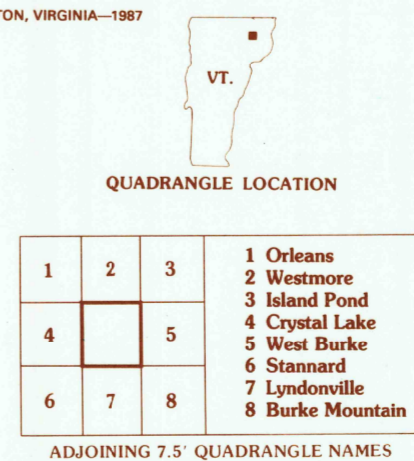 VIRGINIA—1987
VT.
QUADRANGLE LOCATION
1 2 3
4 5
6 7 8
1 Orleans
2 Westmore
3 Island Pond
4 Crystal Lake
5 West Burke
6 Stannard
7 Lyndonville
8 Burke Mountain
ADJOINING 7.5' QUADRANGLE NAMES